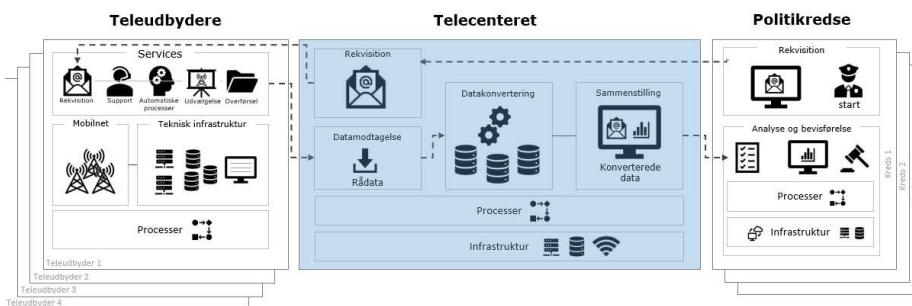 Teleudbydere
Services
Rekvisition
Support
Automatiske
processer
Udvælgelse
Overførsel
Mobilnet
Teknisk infrastruktur
Processer
Teleudbyder 1
Teleudbyder 2
Teleudbyder 3
Teleudbyder 4
Telecenteret
Rekvisition
Datamodtagelse
Rådata
Datakonvertering
Sammenstilling
Konverterede
data
Processer
Infrastruktur
Politikredse
Rekvisition
start
Analyse og bevisførelse
Processer
Infrastruktur
Kreds 1
Kreds 2